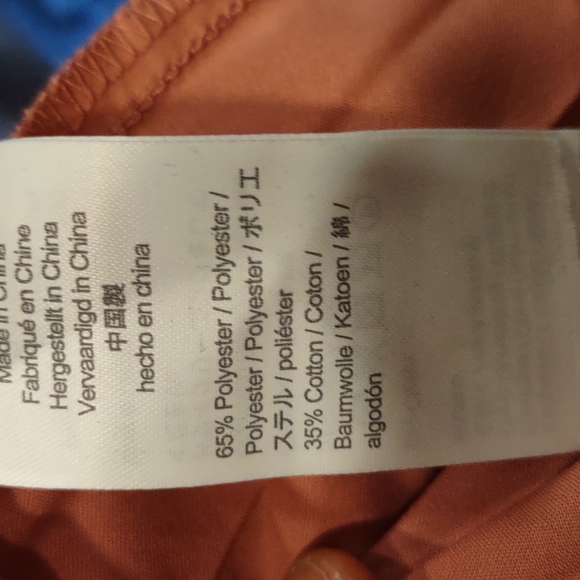 Made in China
Fabriqué en Chine
Hergestellt in China
Vervaardigd in China
中国製
hecho en china
65% Polyester / Polyester /
Polyester / Polyester / ポリエ
ステル / poliéster
35% Cotton / Coton /
Baumwolle / Katoen / 綿 /
algodón